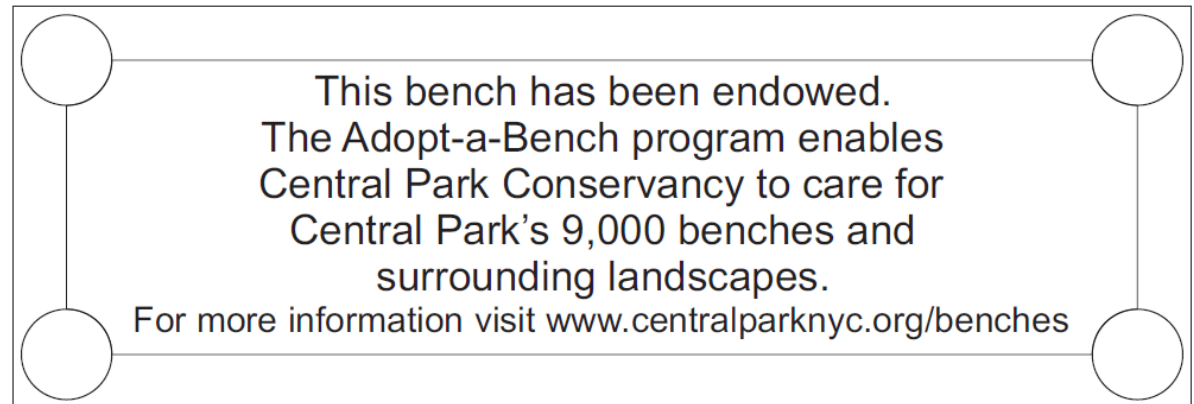 This bench has been endowed.
The Adopt-a-Bench program enables
Central Park Conservancy to care for
Central Park’s 9,000 benches and
surrounding landscapes.
For more information visit www.centralparknyc.org/benches